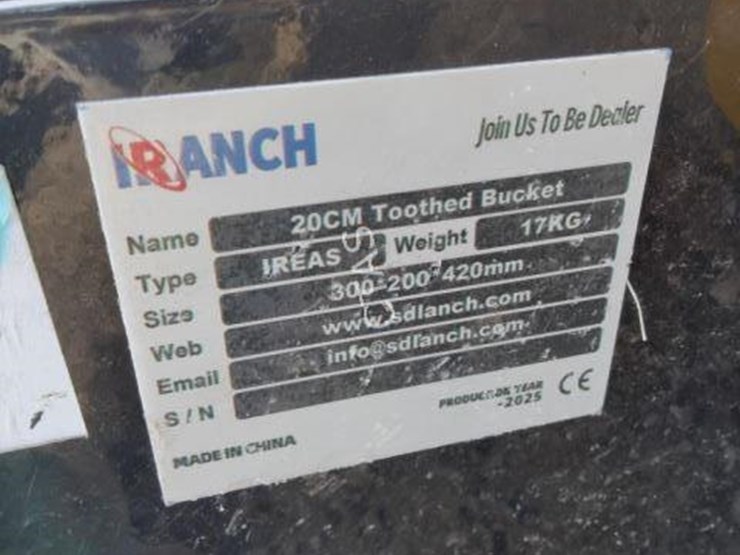 IRANCH
Join Us To Be Dealer
Name 20CM Toothed Bucket
Type IREAS Weight 17KG
Size 300*200*420mm
Web www.sdlanch.com
Email info@sdlanch.com
S/N
PRODUCTION YEAR
-2025
CE
MADE IN CHINA